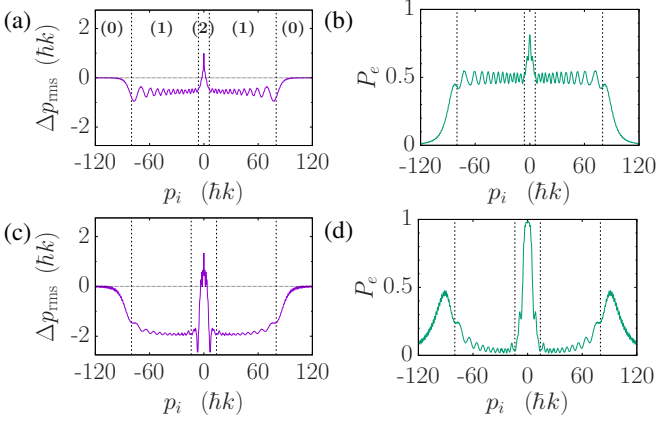 (a)
Δp_rms (ħk)
2
0
-2
(0) (1) (2) (1) (0)
-120 -60 0 60 120
p_i (ħk)
(b)
P_e
1
0.5
0
-120 -60 0 60 120
p_i (ħk)
(c)
Δp_rms (ħk)
2
0
-2
-120 -60 0 60 120
p_i (ħk)
(d)
P_e
1
0.5
0
-120 -60 0 60 120
p_i (ħk)